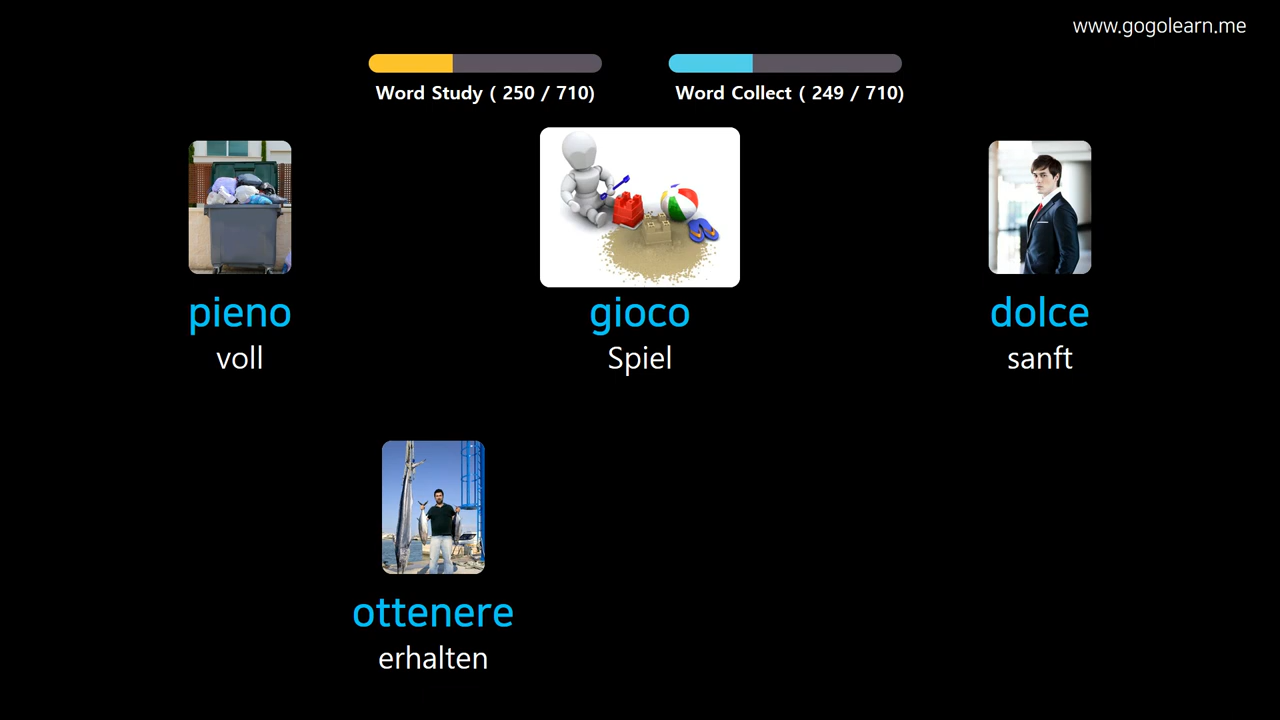 www.gogolearn.me
Word Study ( 250 / 710)
Word Collect ( 249 / 710)
pieno
voll
gioco
Spiel
dolce
sanft
ottenere
erhalten